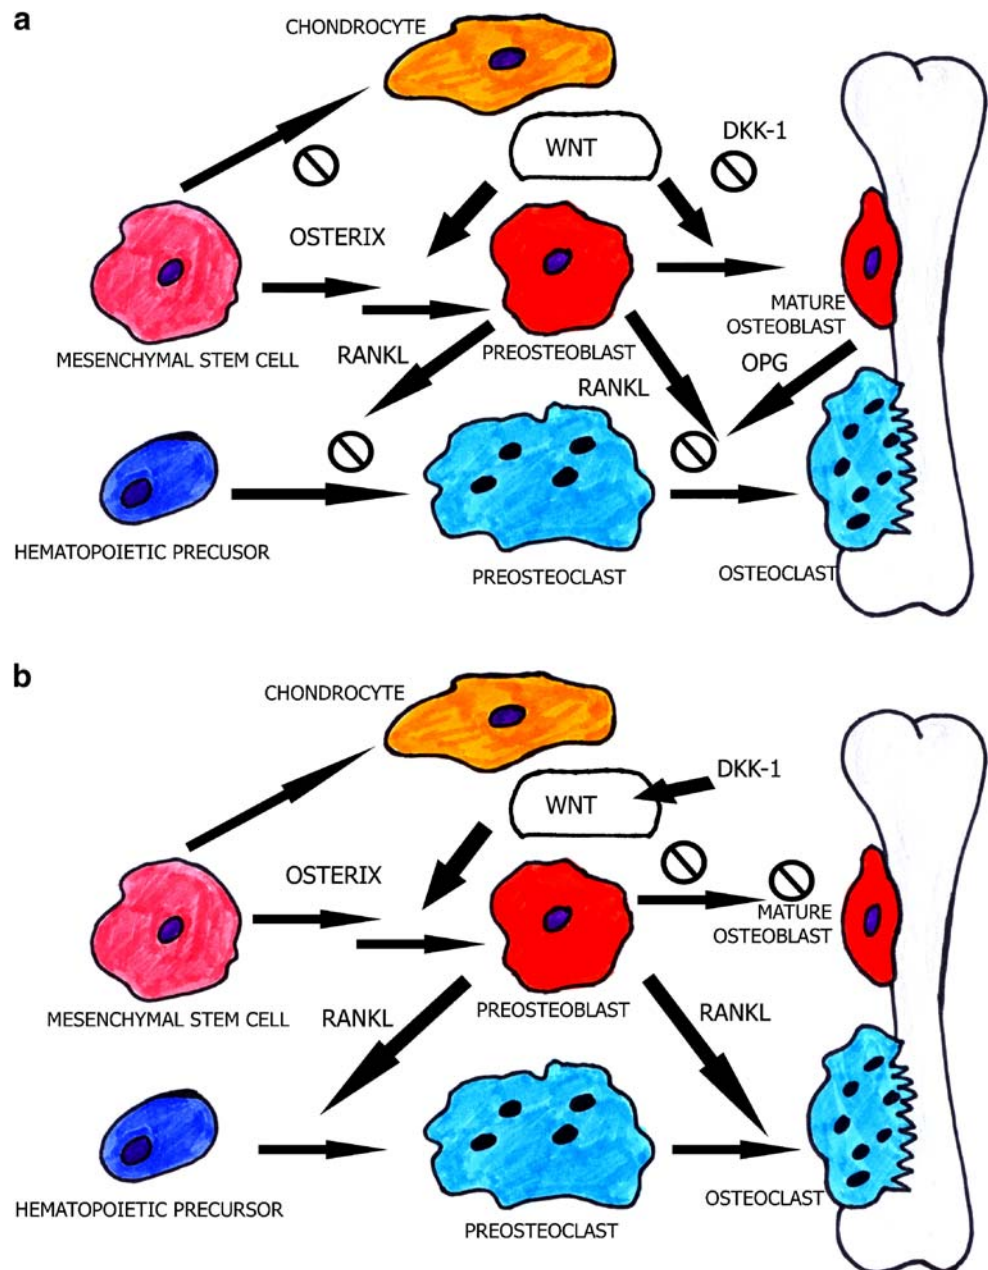 a
CHONDROCYTE
WNT
DKK-1
OSTERIX
MESENCHYMAL STEM CELL
RANKL
PREOSTEOBLAST
RANKL
MATURE
OSTEOBLAST
OPG
HEMATOPOIETIC PRECUSOR
PREOSTEOCLAST
OSTEOCLAST
b
CHONDROCYTE
WNT
DKK-1
OSTERIX
MATURE
OSTEOBLAST
MESENCHYMAL STEM CELL
RANKL
PREOSTEOBLAST
RANKL
HEMATOPOIETIC PRECURSOR
PREOSTEOCLAST
OSTEOCLAST